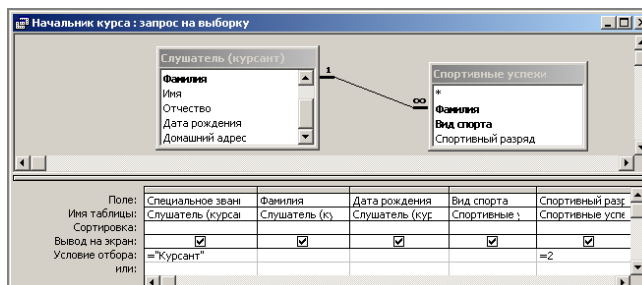 Начальник курса : запрос на выборку
Слушатель (курсант)
Фамилия
Имя
Отчество
Дата рождения
Домашний адрес
1
∞
Спортивные успехи
*
Фамилия
Вид спорта
Спортивный разряд
Поле: Специальное звани Фамилия Дата рождения Вид спорта Спортивный разр
Имя таблицы: Слушатель (курсан Слушатель (ку Слушатель (кур Спортивные у Спортивные успе
Сортировка:
Вывод на экран:
Условие отбора: ="Курсант" =2
или: